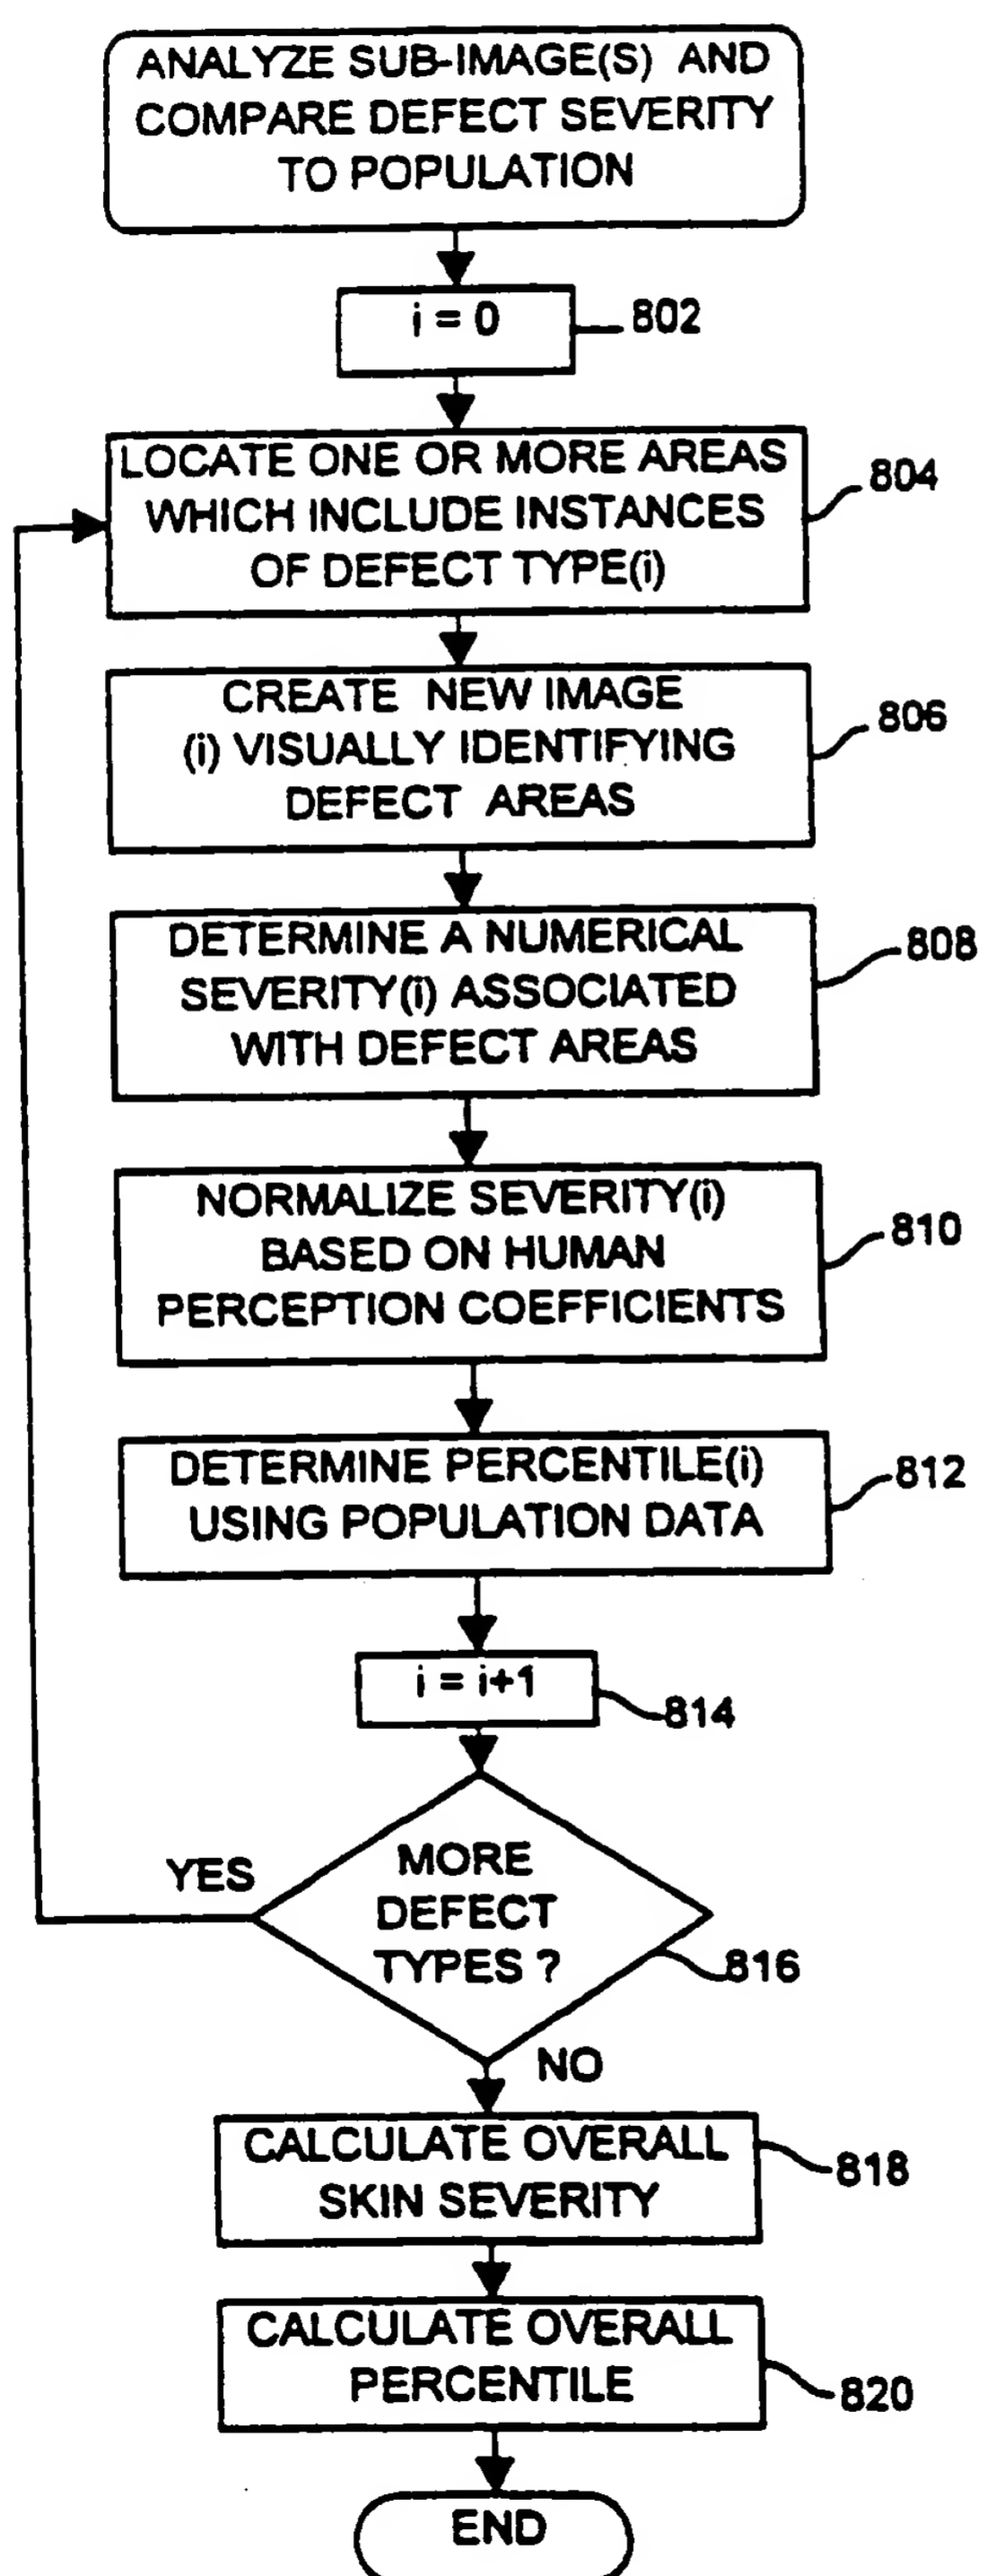 ANALYZE SUB-IMAGE(S) AND
COMPARE DEFECT SEVERITY
TO POPULATION
i = 0
802
LOCATE ONE OR MORE AREAS
WHICH INCLUDE INSTANCES
OF DEFECT TYPE(i)
804
CREATE NEW IMAGE
(i) VISUALLY IDENTIFYING
DEFECT AREAS
806
DETERMINE A NUMERICAL
SEVERITY(i) ASSOCIATED
WITH DEFECT AREAS
808
NORMALIZE SEVERITY(i)
BASED ON HUMAN
PERCEPTION COEFFICIENTS
810
DETERMINE PERCENTILE(i)
USING POPULATION DATA
812
i = i+1
814
YES
MORE
DEFECT
TYPES ?
816
NO
CALCULATE OVERALL
SKIN SEVERITY
818
CALCULATE OVERALL
PERCENTILE
820
END